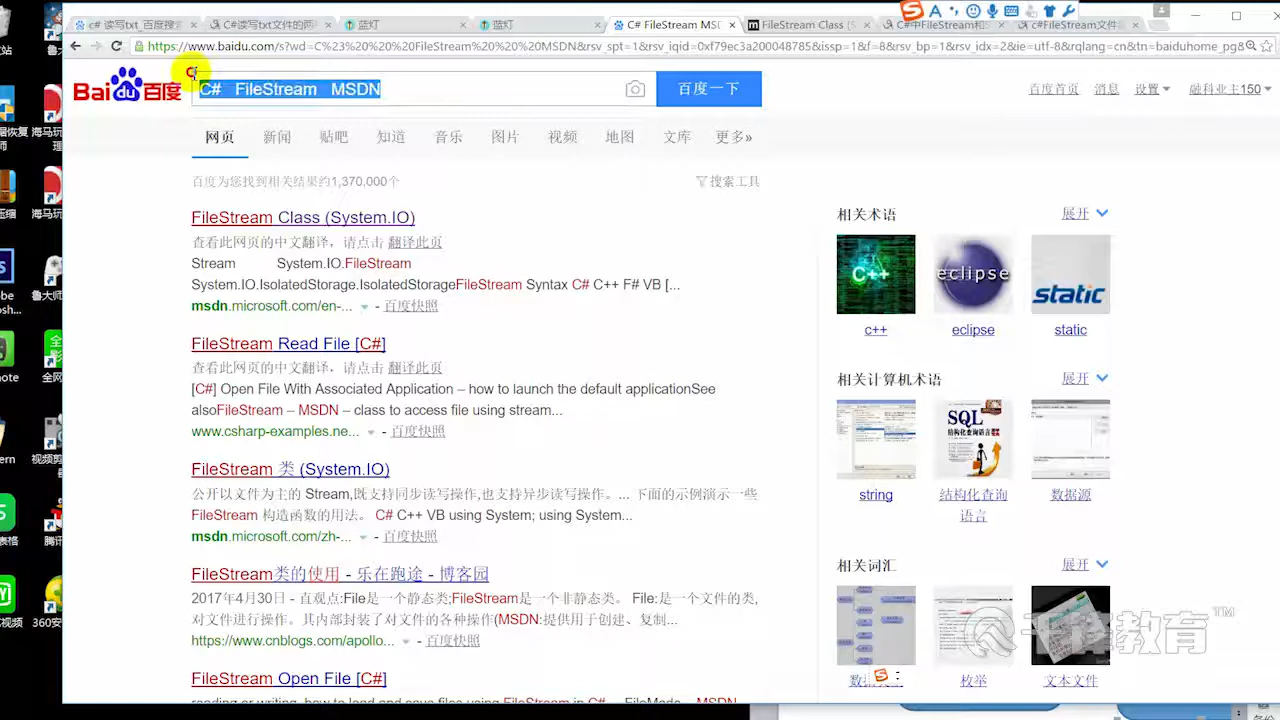 c# 读写txt_百度搜
C#读写txt文件的
蓝灯
蓝灯
C# FileStream MSD
FileStream Class (S
C#中FileStream和S
c#FileStream文件
https://www.baidu.com/s?wd=C%23%20%20%20FileStream%20%20%20MSDN&rsv_spt=1&rsv_iqid=0xf79ec3a200048785&issp=1&f=8&rsv_bp=1&rsv_idx=2&ie=utf-8&rqlang=cn&tn=baiduhome_pg&
Bai百度
C# FileStream MSDN
百度一下
百度首页 消息 设置 融科业主150
网页 新闻 贴吧 知道 音乐 图片 视频 地图 文库 更多»
百度为您找到相关结果约1,370,000个
搜索工具
FileStream Class (System.IO)
查看此网页的中文翻译，请点击 翻译此页
Stream System.IO.FileStream
System.IO.IsolatedStorage.IsolatedStorageFileStream Syntax C# C++ F# VB [...
msdn.microsoft.com/en-... - 百度快照
FileStream Read File [C#]
查看此网页的中文翻译，请点击 翻译此页
[C#] Open File With Associated Application – how to launch the default applicationSee
alsoFileStream – MSDN – class to access file using stream...
www.csharp-examples.ne... - 百度快照
FileStream 类 (System.IO)
公开以文件为主的 Stream,既支持同步读写操作,也支持异步读写操作。... 下面的示例演示一些
FileStream 构造函数的用法。 C# C++ VB using System; using System...
msdn.microsoft.com/zh-... - 百度快照
FileStream类的使用 - 乐在跑途 - 博客园
2017年4月30日 - 直观点:File是一个静态类;FileStream是一个非静态类。 File:是一个文件的类,
对文件进行操作。其内部封装了对文件的各种操作(MSDN:提供用于创建、复制...
https://www.cnblogs.com/apollo... - 百度快照
FileStream Open File [C#]
相关术语 展开
C++
eclipse
static
c++ eclipse static
相关计算机术语 展开
SQL
结构化查询语言
string 结构化查询 数据源
语言
相关词汇 展开
枚举 文本文件
教育™